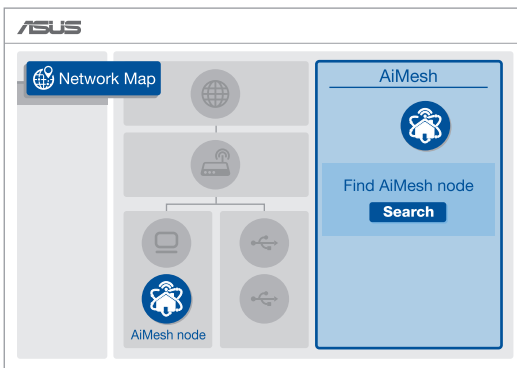 ASUS
Network Map
AiMesh
Find AiMesh node
Search
AiMesh node